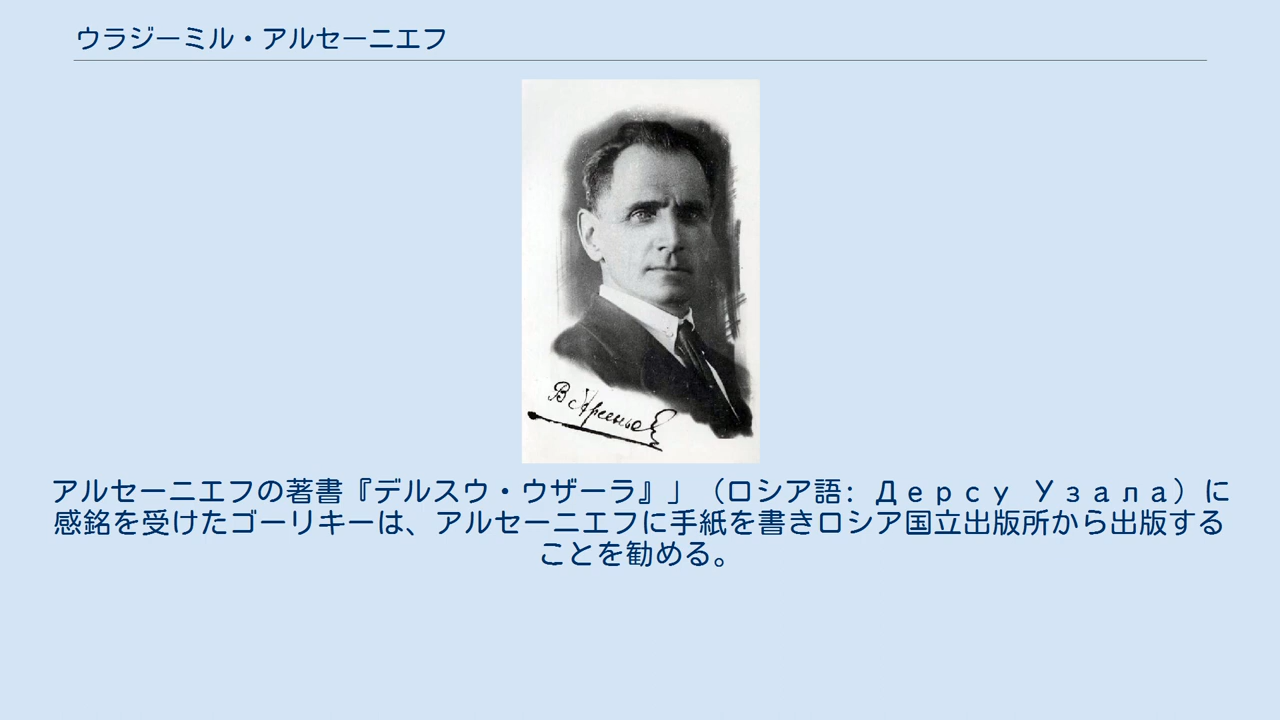 ウラジーミル・アルセーニエフ
В с Арсеньев
アルセーニエフの著書『デルスウ・ウザーラ』」（ロシア語: Дерсу Узала）に
感銘を受けたゴーリキーは、アルセーニエフに手紙を書きロシア国立出版所から出版する
ことを勧める。